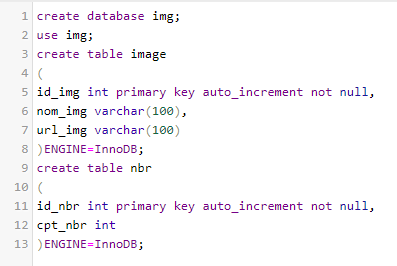 1 create database img;
2 use img;
3 create table image
4 (
5 id_img int primary key auto_increment not null,
6 nom_img varchar(100),
7 url_img varchar(100)
8 )ENGINE=InnoDB;
9 create table nbr
10 (
11 id_nbr int primary key auto_increment not null,
12 cpt_nbr int
13 )ENGINE=InnoDB;